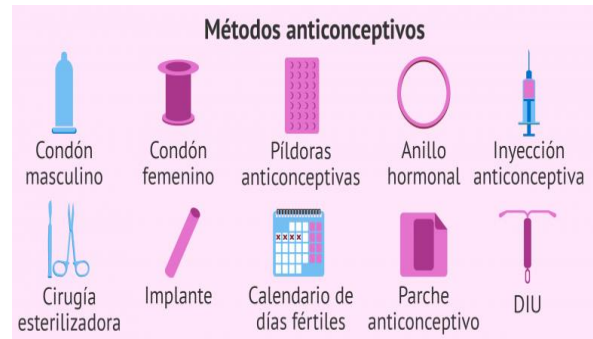 Métodos anticonceptivos
Condón
masculino
Condón
femenino
Píldoras
anticonceptivas
Anillo
hormonal
Inyección
anticonceptiva
Cirugía
esterilizadora
Implante
Calendario de
días fértiles
Parche
anticonceptivo
DIU